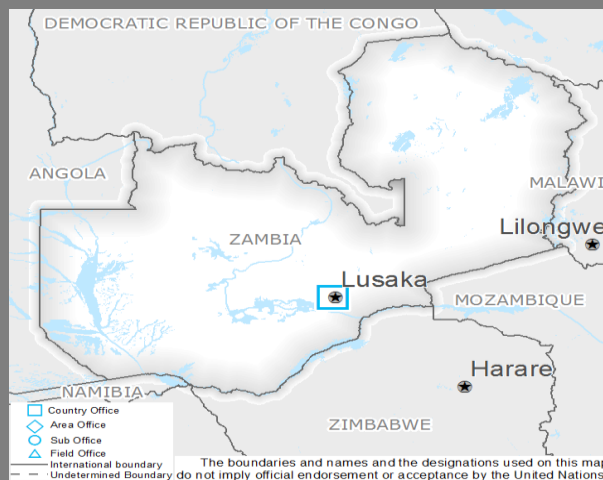 DEMOCRATIC REPUBLIC OF THE CONGO
ANGOLA
MALAWI
Lilongwe
ZAMBIA
Lusaka
MOZAMBIQUE
Harare
NAMIBIA
ZIMBABWE
Country Office
Area Office
Sub Office
Field Office
International boundary
Undetermined Boundary
The boundaries and names and the designations used on this map
do not imply official endorsement or acceptance by the United Nations